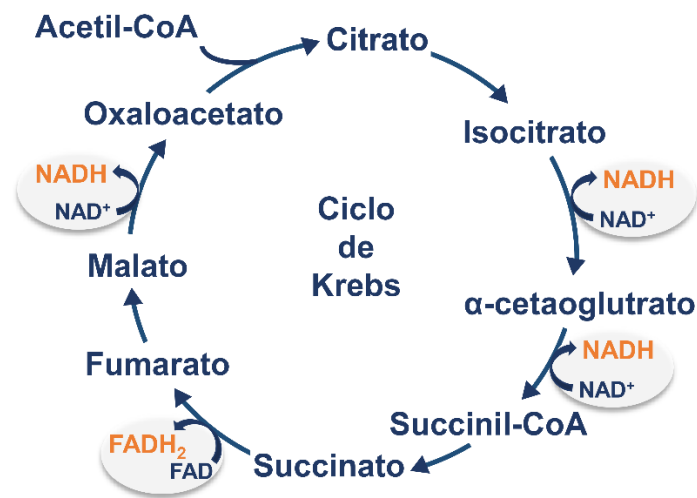 Acetil-CoA
Citrato
Isocitrato
NADH
NAD⁺
α-cetaoglutrato
NADH
NAD⁺
Succinil-CoA
Succinato
FADH₂
FAD
Fumarato
Malato
NADH
NAD⁺
Oxaloacetato
Ciclo
de
Krebs